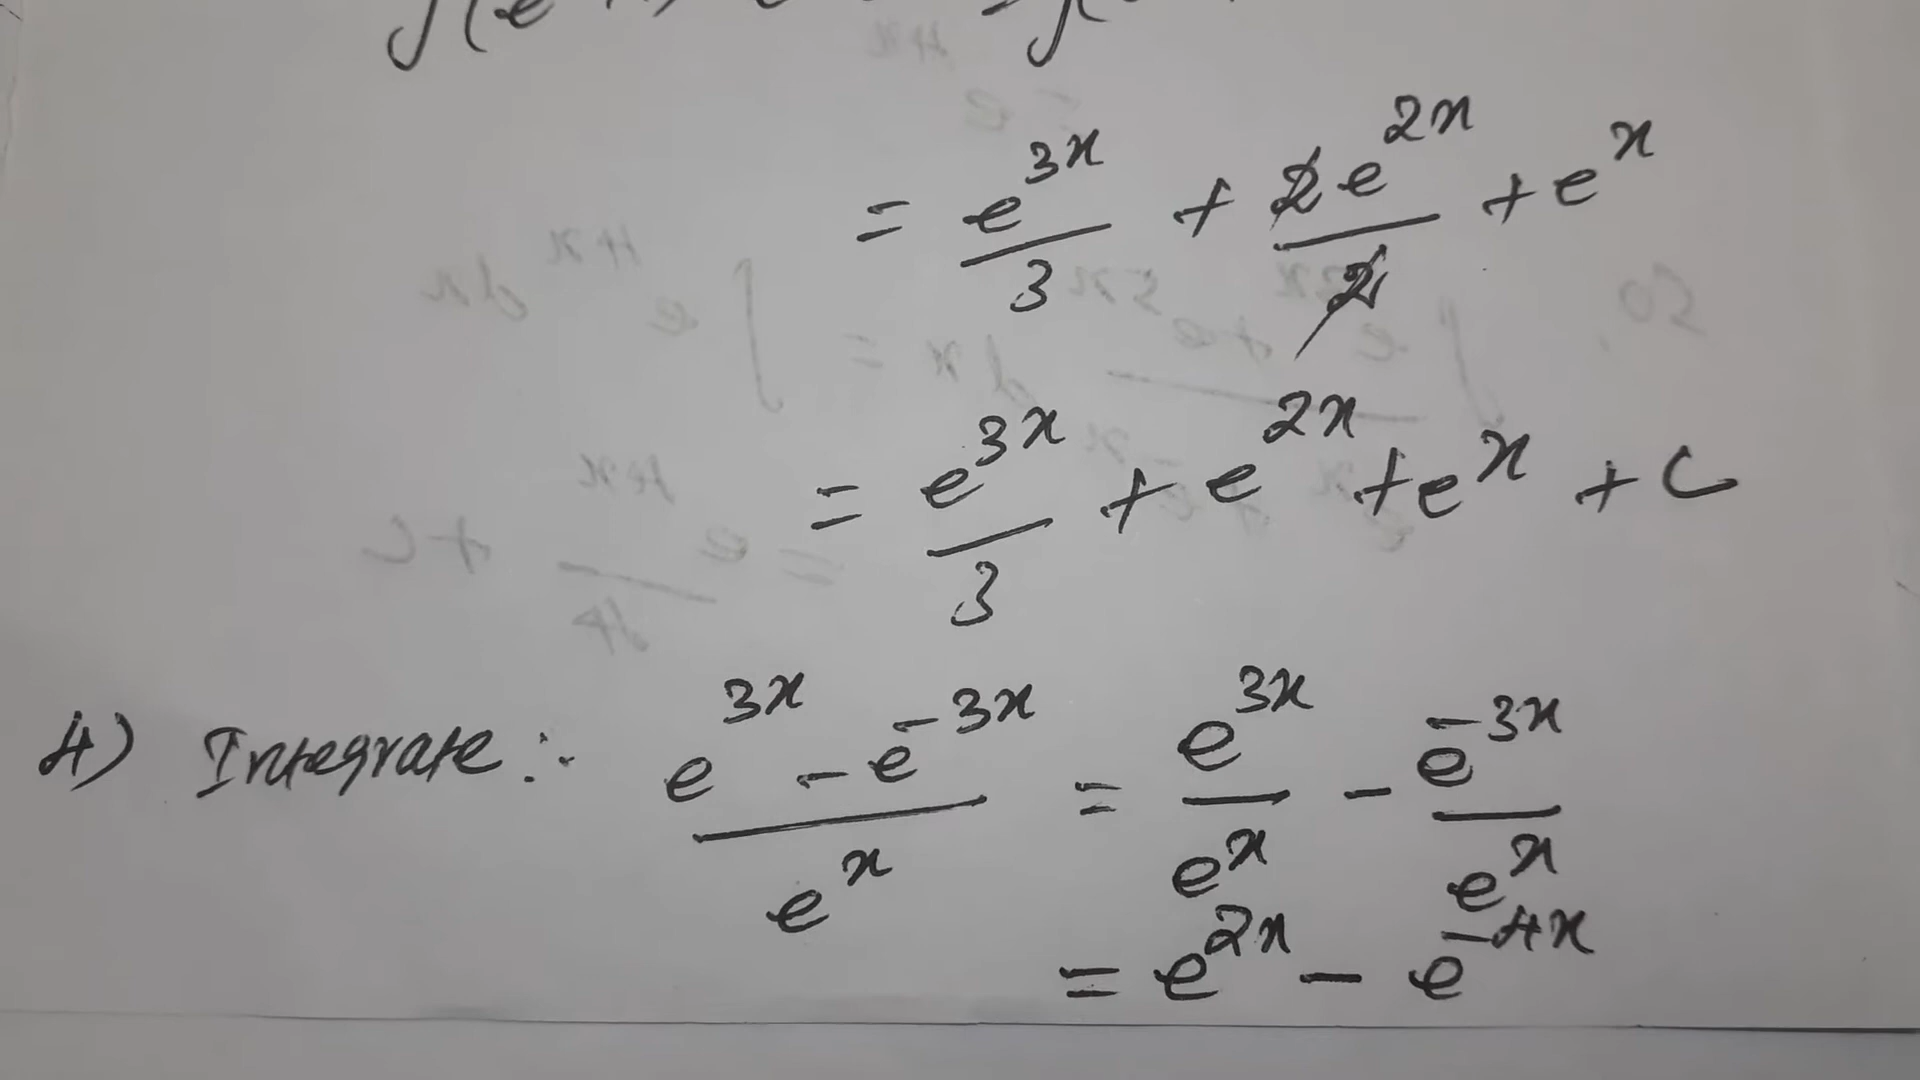 = e^{3x}/3 + 2e^{2x}/2 + e^x
= e^{3x}/3 + e^{2x} + e^x + C
4) Integrate :- (e^{3x} - e^{-3x})/e^x = e^{3x}/e^x - e^{-3x}/e^x
= e^{2x} - e^{-4x}